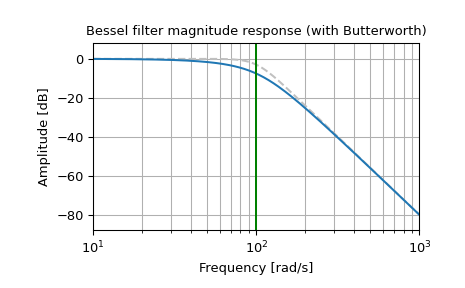 Bessel filter magnitude response (with Butterworth)
Amplitude [dB]
0
−20
−40
−60
−80
10¹
10²
10³
Frequency [rad/s]